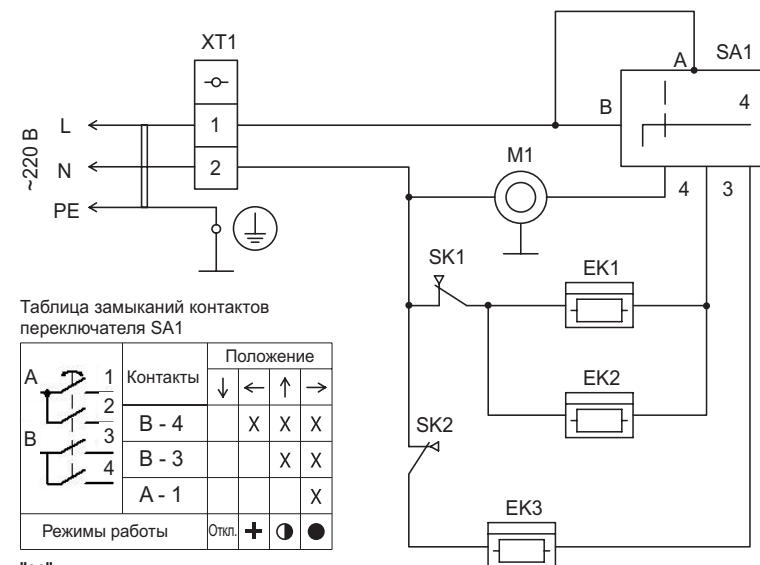 XT1
A SA1
B 4
L 1
~220 В
N 2
M1
PE
4 3
SK1
EK1
Таблица замыканий контактов
переключателя SA1
EK2
Контакты Положение
↓ ← ↑ →
A 1
2
B 3
4
B - 4 X X X
B - 3 X X
A - 1 X
Режимы работы Откл.
SK2
EK3